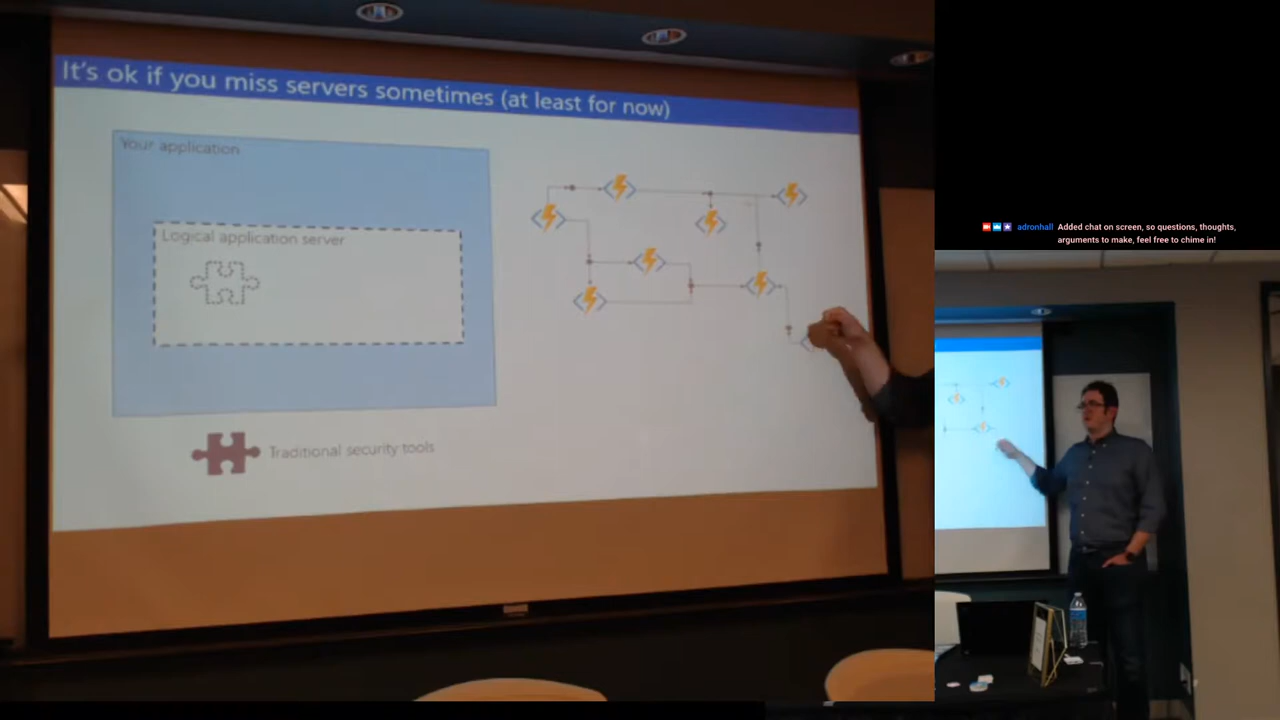 It's ok if you miss servers sometimes (at least for now)
Your application
Logical application server
Traditional security tools
adronhall Added chat on screen, so questions, thoughts,
arguments to make, feel free to chime in!